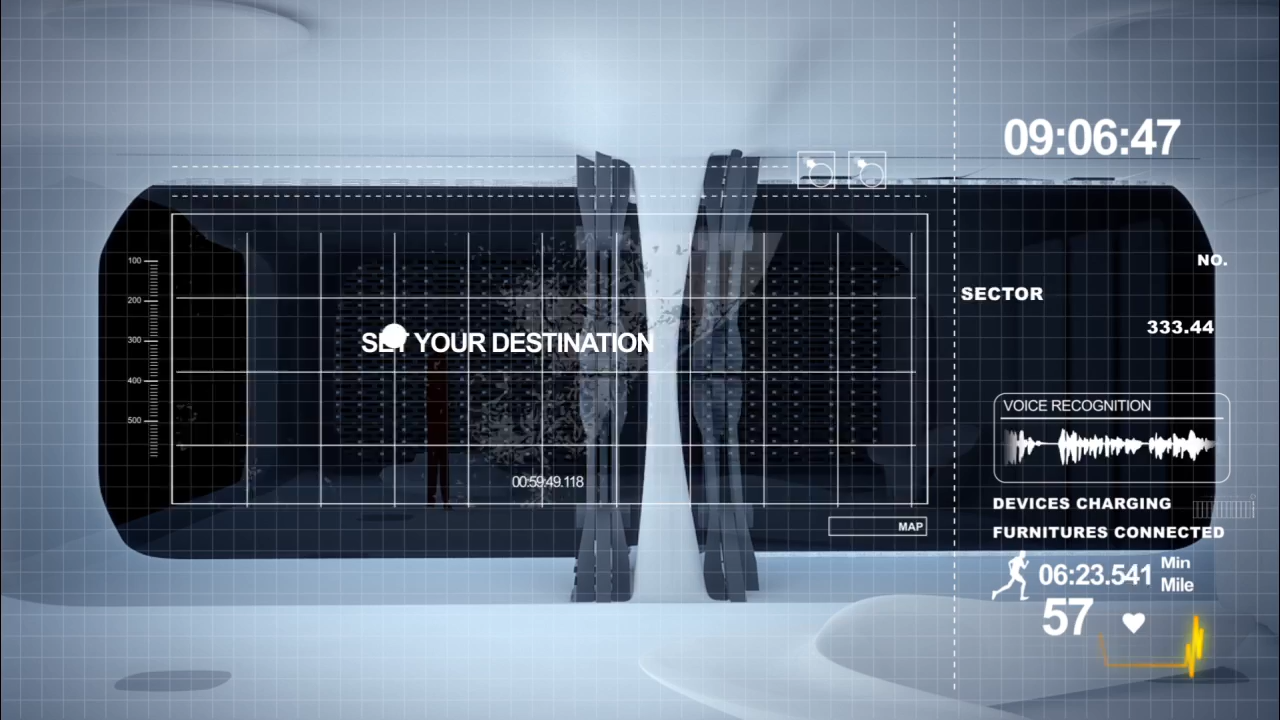 09:06:47
NO.
SECTOR
333.44
100
200
300
400
500
SET YOUR DESTINATION
00:59:49.118
MAP
VOICE RECOGNITION
DEVICES CHARGING
FURNITURES CONNECTED
06:23.541 Min
Mile
57